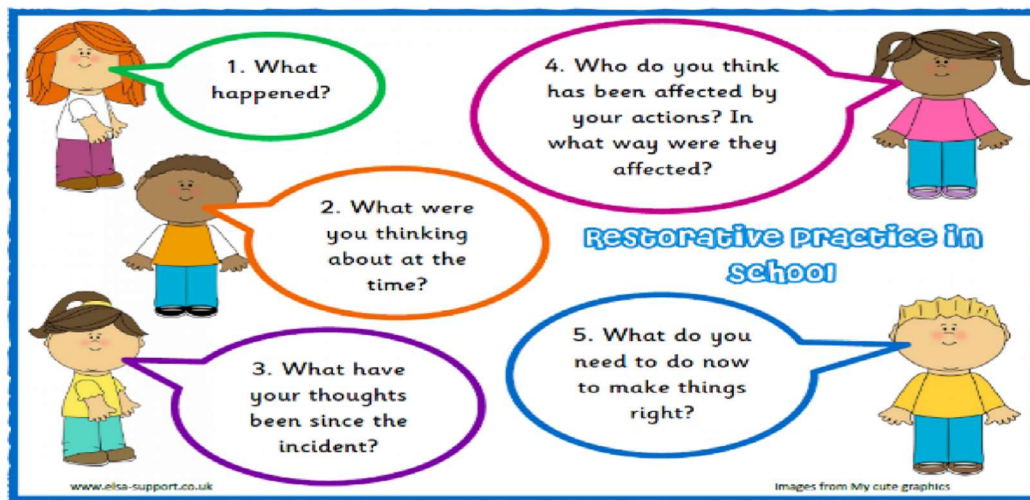 1. What
happened?
2. What were
you thinking
about at the
time?
3. What have
your thoughts
been since the
incident?
4. Who do you think
has been affected by
your actions? In
what way were they
affected?
Restorative Practice in
School
5. What do you
need to do now
to make things
right?
www.elsa-support.co.uk
Images from My cute graphics